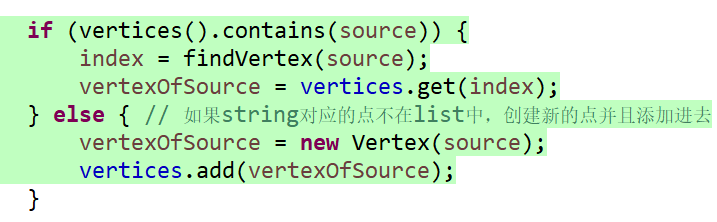 if (vertices().contains(source)) {
    index = findVertex(source);
    vertexOfSource = vertices.get(index);
} else { // 如果string对应的点不在list中，创建新的点并且添加进去
    vertexOfSource = new Vertex(source);
    vertices.add(vertexOfSource);
}